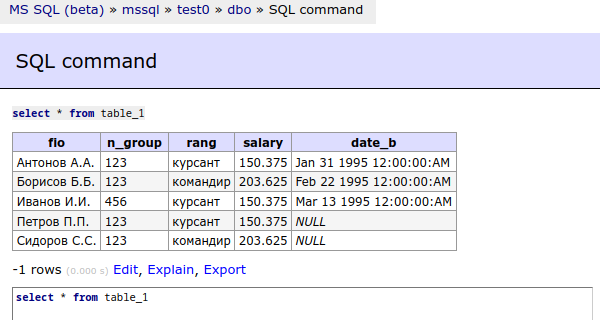 MS SQL (beta) » mssql » test0 » dbo » SQL command
SQL command
select * from table_1
fio n_group rang salary date_b
Антонов А.А. 123 курсант 150.375 Jan 31 1995 12:00:00:AM
Борисов Б.Б. 123 командир 203.625 Feb 22 1995 12:00:00:AM
Иванов И.И. 456 курсант 150.375 Mar 13 1995 12:00:00:AM
Петров П.П. 123 курсант 150.375 NULL
Сидоров С.С. 123 командир 203.625 NULL
-1 rows (0.000 s) Edit, Explain, Export
select * from table_1